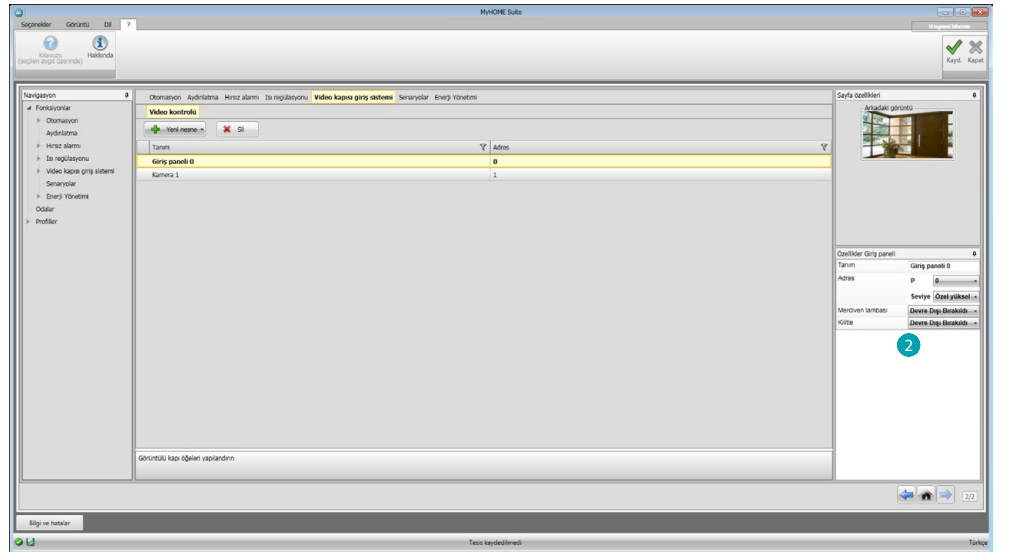 MyHOME Suite
Seçenekler Görüntü Dil ?
Kılavuzu
(seçilen aygıt üzerinde)
Hakkında
Kayd. Kapat
Navigasyon
Fonksiyonlar
Otomasyon
Aydınlatma
Hırsız alarmı
Isı regülasyonu
Video kapısı giriş sistemi
Senaryolar
Enerji Yönetimi
Odalar
Profiller
Otomasyon Aydınlatma Hırsız alarmı Isı regülasyonu Video kapısı giriş sistemi Senaryolar Enerji Yönetimi
Video kontrolü
Yeni nesne Sil
Tanım Adres
Giriş paneli 0 0
Kamera 1 1
Görüntülü kapı öğeleri yapılandırın
Sayfa özellikleri
Arkadaki görüntü
Özellikler Giriş paneli
Tanım Giriş paneli 0
Adres P 0
Seviye Özel yüksel
Merdiven lambası Devre Dışı Bırakıldı
Kilitle Devre Dışı Bırakıldı
2
2/2
Bilgi ve hatalar
Tesis kaydedilmedi
Türkçe